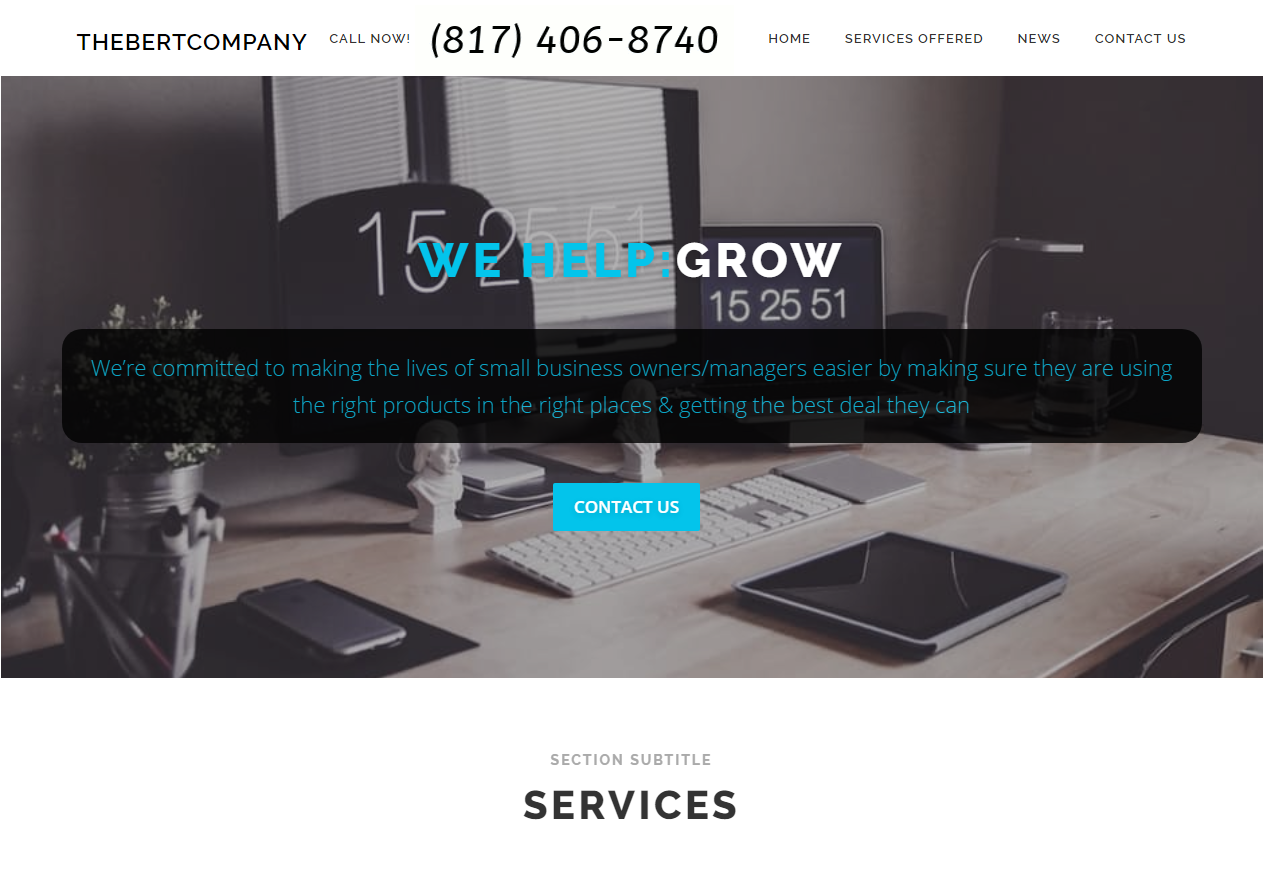 THEBERTCOMPANY
CALL NOW!
(817) 406-8740
HOME
SERVICES OFFERED
NEWS
CONTACT US
15 25 51
WE HELP:GROW
15 25 51
We’re committed to making the lives of small business owners/managers easier by making sure they are using
the right products in the right places & getting the best deal they can
CONTACT US
SECTION SUBTITLE
SERVICES